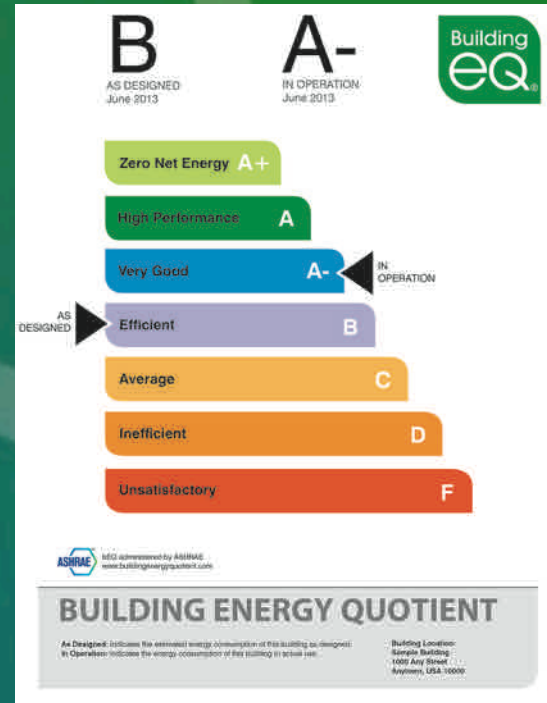 B
AS DESIGNED
June 2013
A-
IN OPERATION
June 2013
Building
eQ®
Zero Net Energy A+
High Performance A
Very Good A-
IN
OPERATION
AS
DESIGNED
Efficient B
Average C
Inefficient D
Unsatisfactory F
ASHRAE
bEQ administered by ASHRAE
www.buildingenergyquotient.com
BUILDING ENERGY QUOTIENT
As Designed: Indicates the estimated energy consumption of this building as designed.
In Operation: Indicates the energy consumption of this building in actual use.
Building Location:
Sample Building
1000 Any Street
Anytown, USA 10000